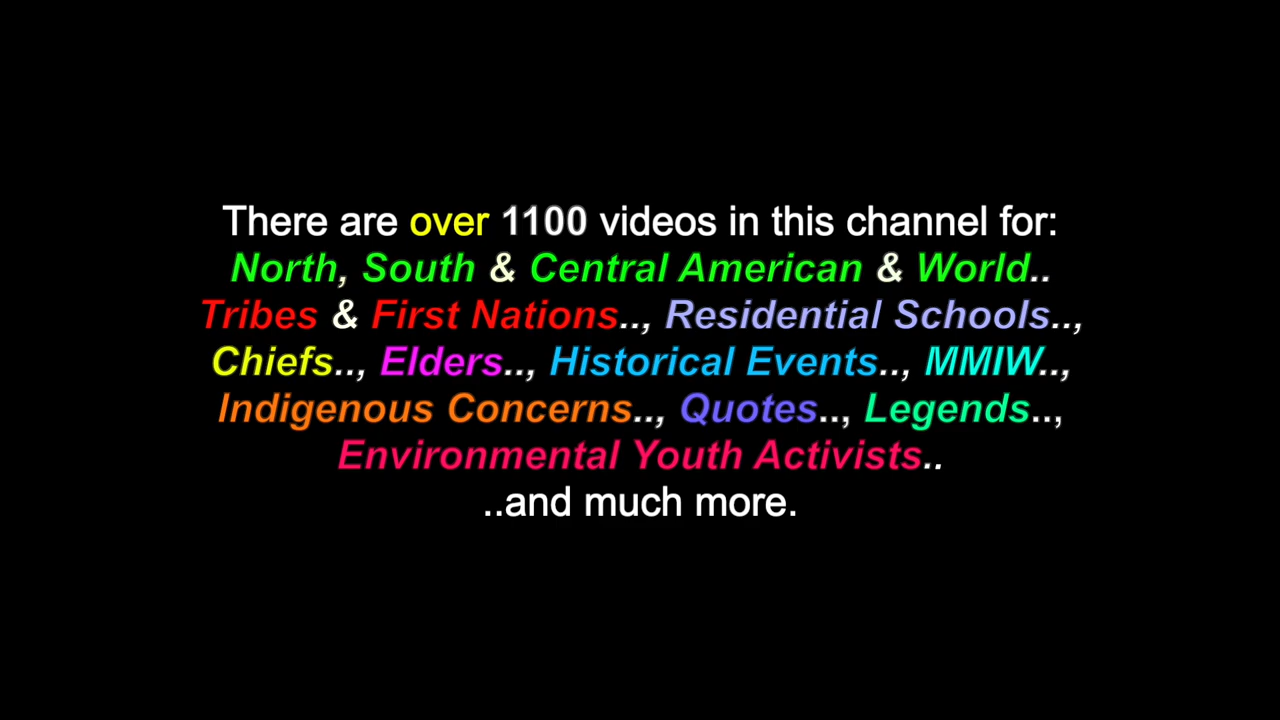 There are over 1100 videos in this channel for:
North, South & Central American & World..
Tribes & First Nations.., Residential Schools..,
Chiefs.., Elders.., Historical Events.., MMIW..,
Indigenous Concerns.., Quotes.., Legends..,
Environmental Youth Activists..
..and much more.